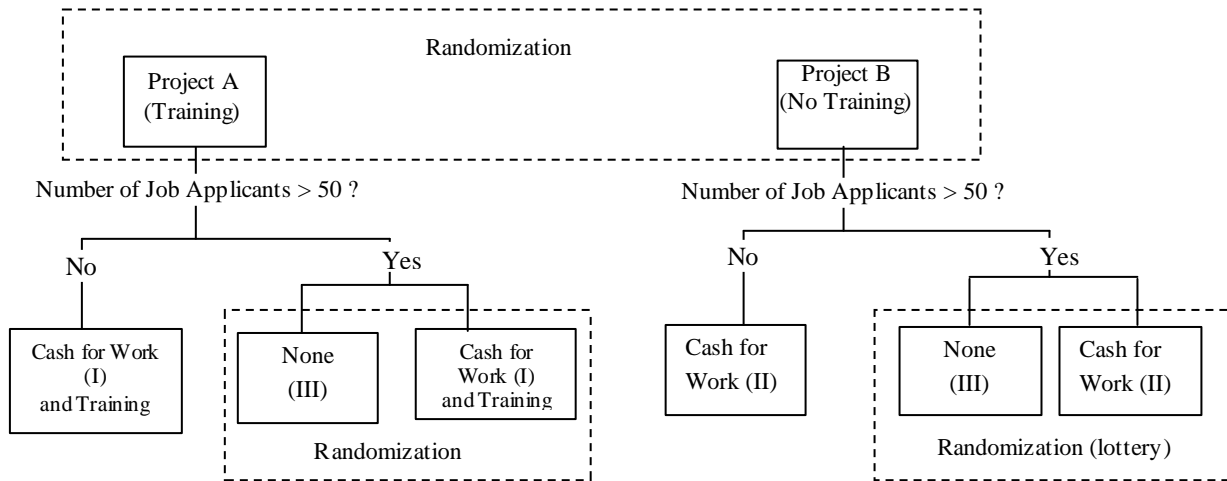 Randomization
Project A
(Training)
Project B
(No Training)
Number of Job Applicants > 50 ?
Number of Job Applicants > 50 ?
No
Yes
No
Yes
Cash for Work
(I)
and Training
None
(III)
Cash for
Work (I)
and Training
Randomization
Cash for
Work (II)
None
(III)
Cash for
Work (II)
Randomization (lottery)